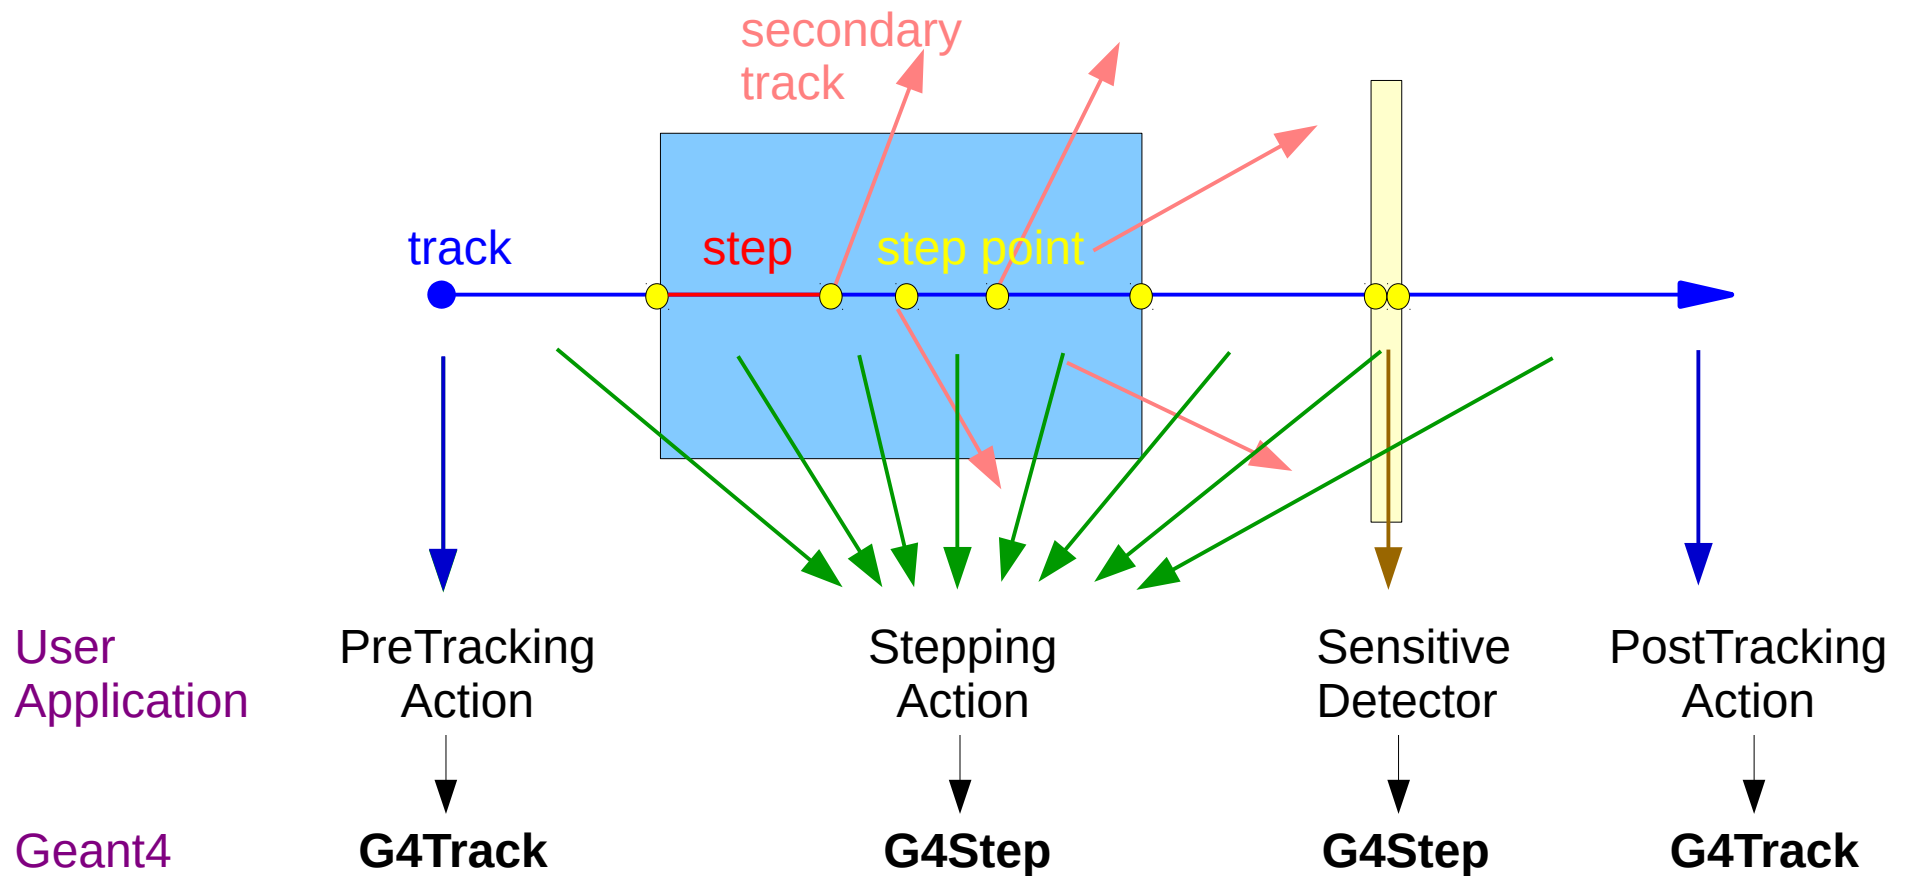 secondary
track
track
step
step point
User
Application
PreTracking
Action
Stepping
Action
Sensitive
Detector
PostTracking
Action
Geant4
G4Track
G4Step
G4Step
G4Track